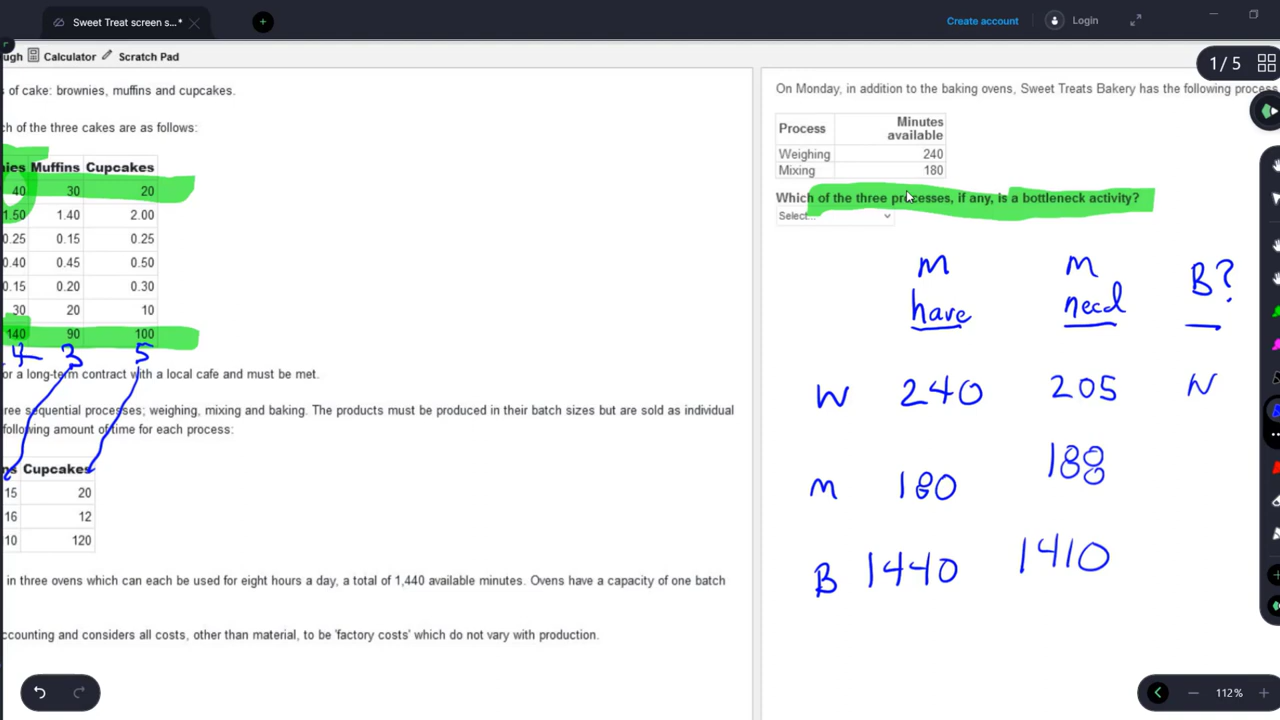 Sweet Treat screen s...*
Create account
Login
ugh Calculator Scratch Pad
1/5
s of cake: brownies, muffins and cupcakes.
ch of the three cakes are as follows:
nies Muffins Cupcakes
40 30 20
1.50 1.40 2.00
0.25 0.15 0.25
0.40 0.45 0.50
0.15 0.20 0.30
30 20 10
140 90 100
4 3 5
or a long-term contract with a local cafe and must be met.
ree sequential processes; weighing, mixing and baking. The products must be produced in their batch sizes but are sold as individual
following amount of time for each process:
ns Cupcakes
15 20
16 12
10 120
in three ovens which can each be used for eight hours a day, a total of 1,440 available minutes. Ovens have a capacity of one batch
ccounting and considers all costs, other than material, to be 'factory costs' which do not vary with production.
On Monday, in addition to the baking ovens, Sweet Treats Bakery has the following process
Process Minutes available
Weighing 240
Mixing 180
Which of the three processes, if any, is a bottleneck activity?
Select...
M have M need B?
W 240 205 N
M 180 188
B 1440 1410
112%